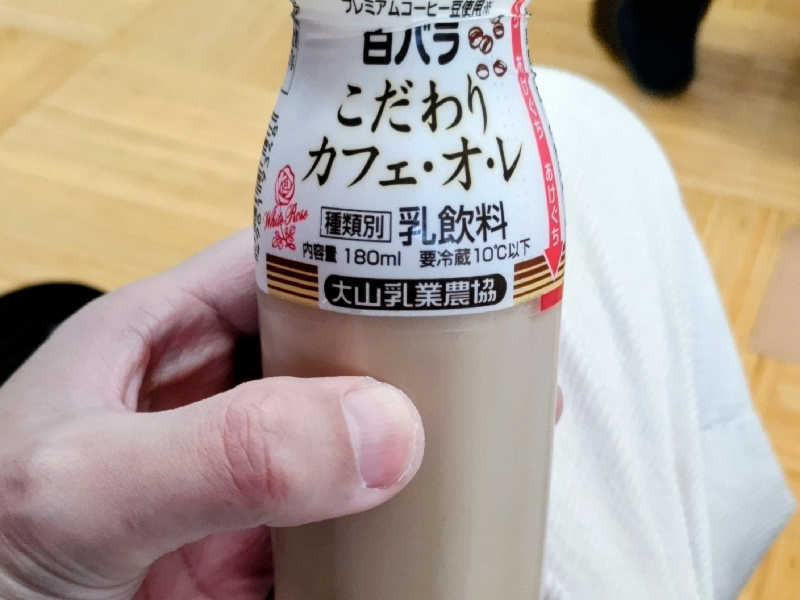 プレミアムコーヒー豆使用
白バラ
こだわり
カフェ・オ・レ
White Rose
種類別 乳飲料
内容量 180ml 要冷蔵10℃以下
大山乳業農協
あけぐち
あけぐち